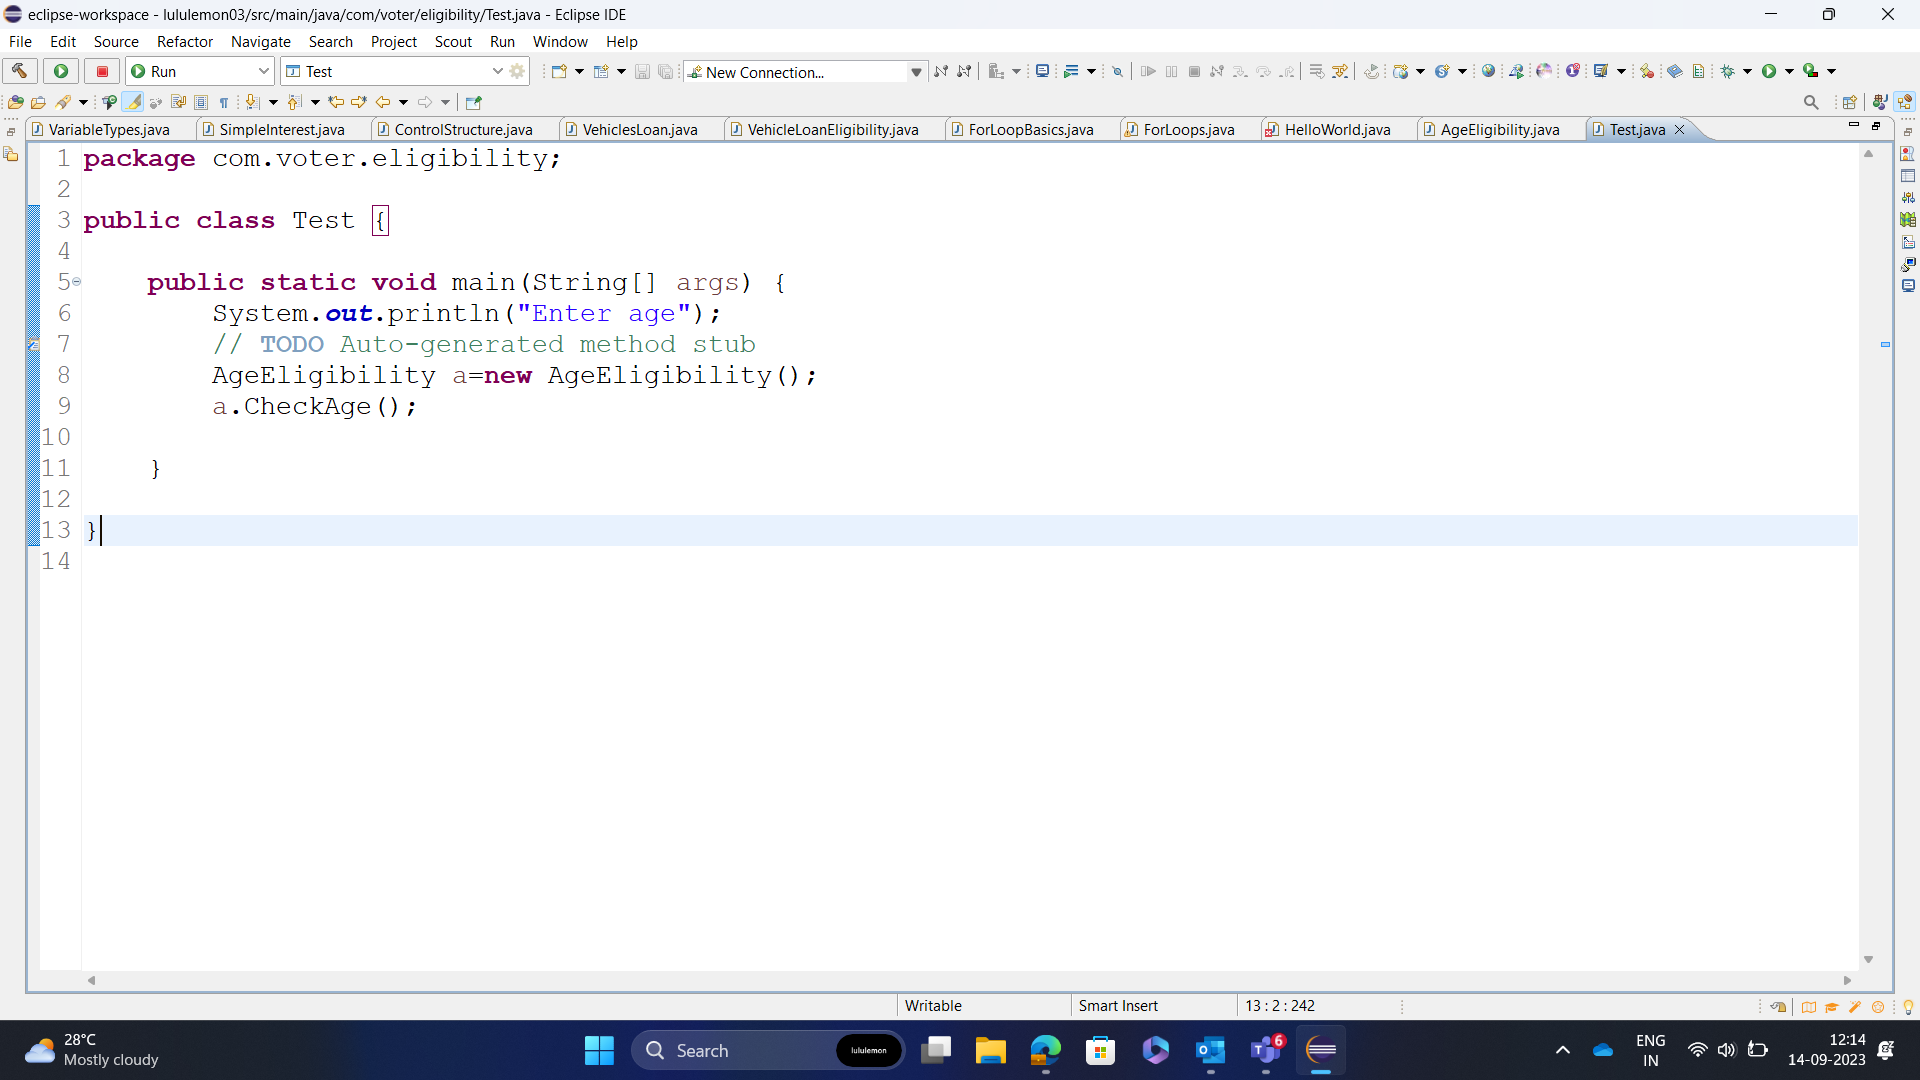 eclipse-workspace - lululemon03/src/main/java/com/voter/eligibility/Test.java - Eclipse IDE
File Edit Source Refactor Navigate Search Project Scout Run Window Help
Run Test New Connection...
VariableTypes.java SimpleInterest.java ControlStructure.java VehiclesLoan.java VehicleLoanEligibility.java ForLoopBasics.java ForLoops.java HelloWorld.java AgeEligibility.java Test.java
1 package com.voter.eligibility;
2
3 public class Test {
4
5 public static void main(String[] args) {
6 System.out.println("Enter age");
7 // TODO Auto-generated method stub
8 AgeEligibility a=new AgeEligibility();
9 a.CheckAge();
10
11 }
12
13 }
14
Writable Smart Insert 13 : 2 : 242
28°C
Mostly cloudy
Search lululemon
6
ENG
IN
12:14
14-09-2023